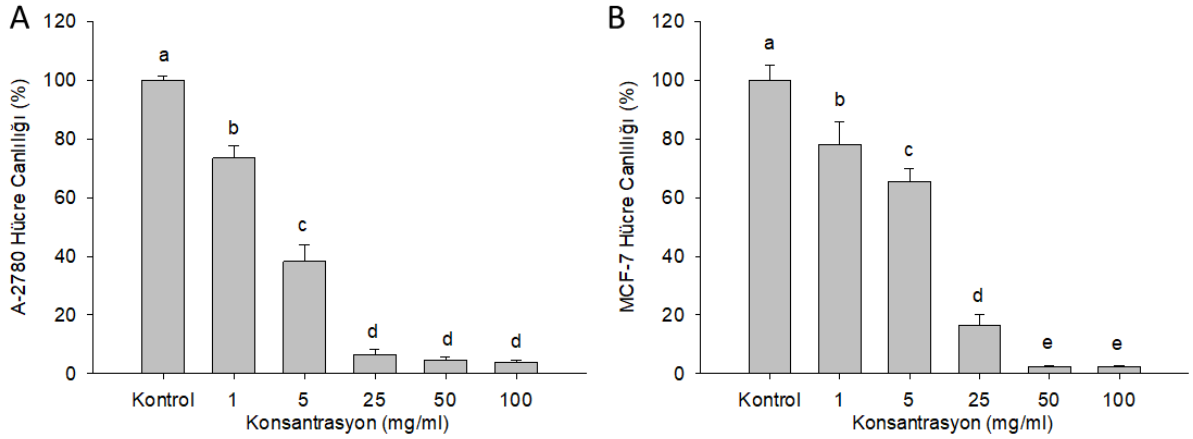 A
A-2780 Hücre Canlılığı (%)
120
100
80
60
40
20
0
a
b
c
d
d
d
Kontrol 1 5 25 50 100
Konsantrasyon (mg/ml)
B
MCF-7 Hücre Canlılığı (%)
120
100
80
60
40
20
0
a
b
c
d
e
e
Kontrol 1 5 25 50 100
Konsantrasyon (mg/ml)